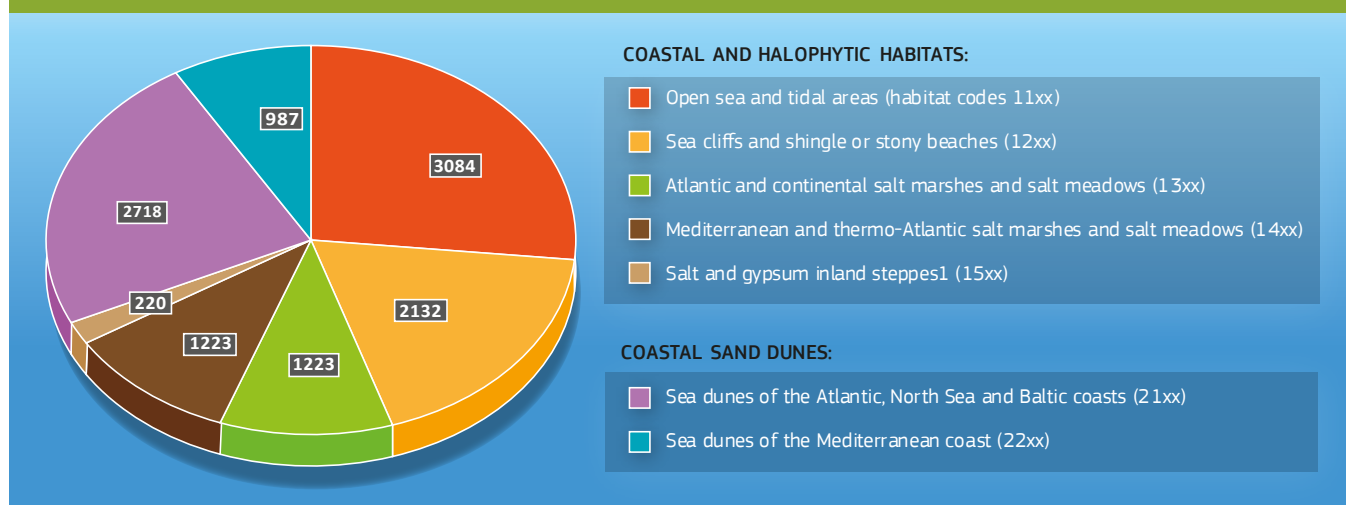 987
3084
2718
220
2132
1223
1223
COASTAL AND HALOPHYTIC HABITATS:
Open sea and tidal areas (habitat codes 11xx)
Sea cliffs and shingle or stony beaches (12xx)
Atlantic and continental salt marshes and salt meadows (13xx)
Mediterranean and thermo-Atlantic salt marshes and salt meadows (14xx)
Salt and gypsum inland steppes1 (15xx)
COASTAL SAND DUNES:
Sea dunes of the Atlantic, North Sea and Baltic coasts (21xx)
Sea dunes of the Mediterranean coast (22xx)